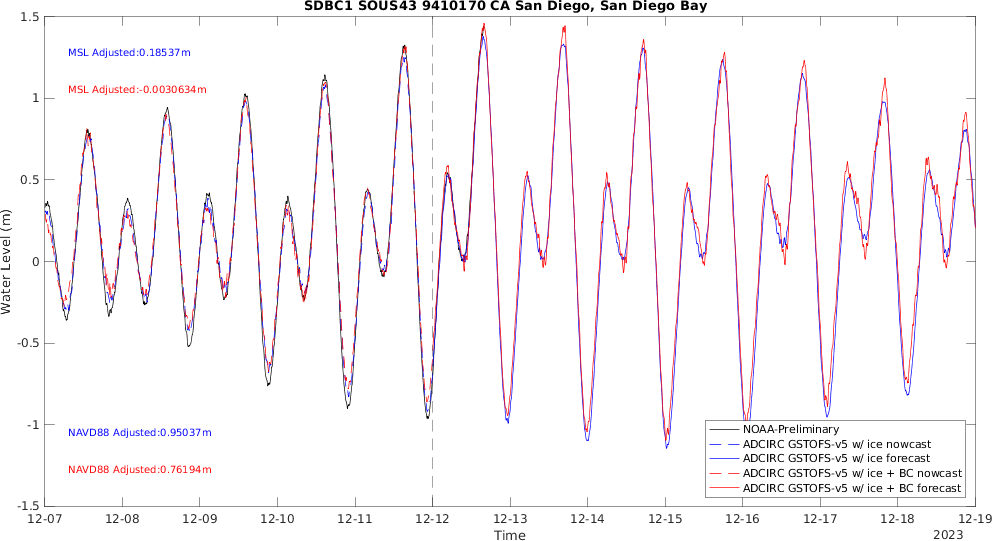 SDBC1 SOUS43 9410170 CA San Diego, San Diego Bay
1.5
MSL Adjusted:0.18537m
1
MSL Adjusted:-0.0030634m
0.5
0
Water Level (m)
-0.5
-1
NAVD88 Adjusted:0.95037m
NAVD88 Adjusted:0.76194m
-1.5
NOAA-Preliminary
ADCIRC GSTOFS-v5 w/ ice nowcast
ADCIRC GSTOFS-v5 w/ ice forecast
ADCIRC GSTOFS-v5 w/ ice + BC nowcast
ADCIRC GSTOFS-v5 w/ ice + BC forecast
12-07 12-08 12-09 12-10 12-11 12-12 12-13 12-14 12-15 12-16 12-17 12-18 12-19
Time
2023